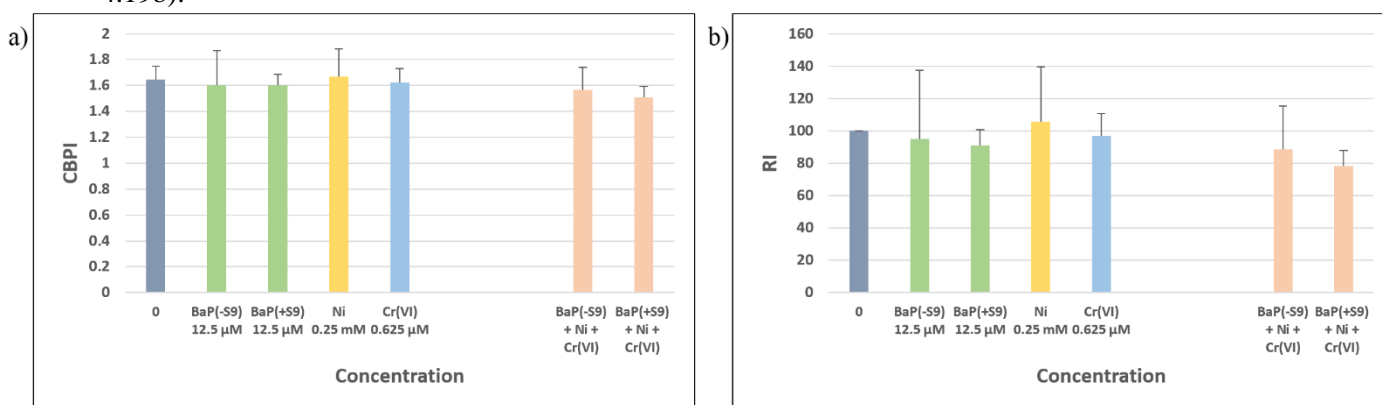 4.19b).
a)
2
1.8
1.6
1.4
1.2
1
0.8
0.6
0.4
0.2
0
CBPI
0 BaP(-S9) BaP(+S9) Ni Cr(VI) BaP(-S9) BaP(+S9)
12.5 µM 12.5 µM 0.25 mM 0.625 µM + Ni + + Ni +
Cr(VI) Cr(VI)
Concentration
b)
160
140
120
100
80
60
40
20
0
RI
0 BaP(-S9) BaP(+S9) Ni Cr(VI) BaP(-S9) BaP(+S9)
12.5 µM 12.5 µM 0.25 mM 0.625 µM + Ni + + Ni +
Cr(VI) Cr(VI)
Concentration